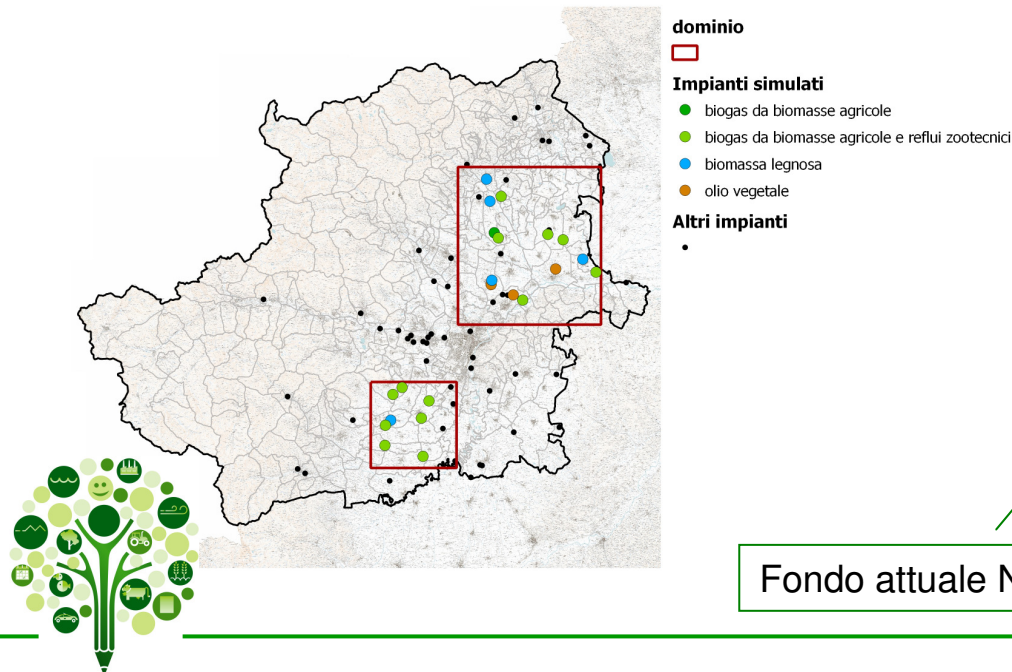 dominio
Impianti simulati
biogas da biomasse agricole
biogas da biomasse agricole e reflui zootecnici
biomassa legnosa
olio vegetale
Altri impianti
Fondo attuale N